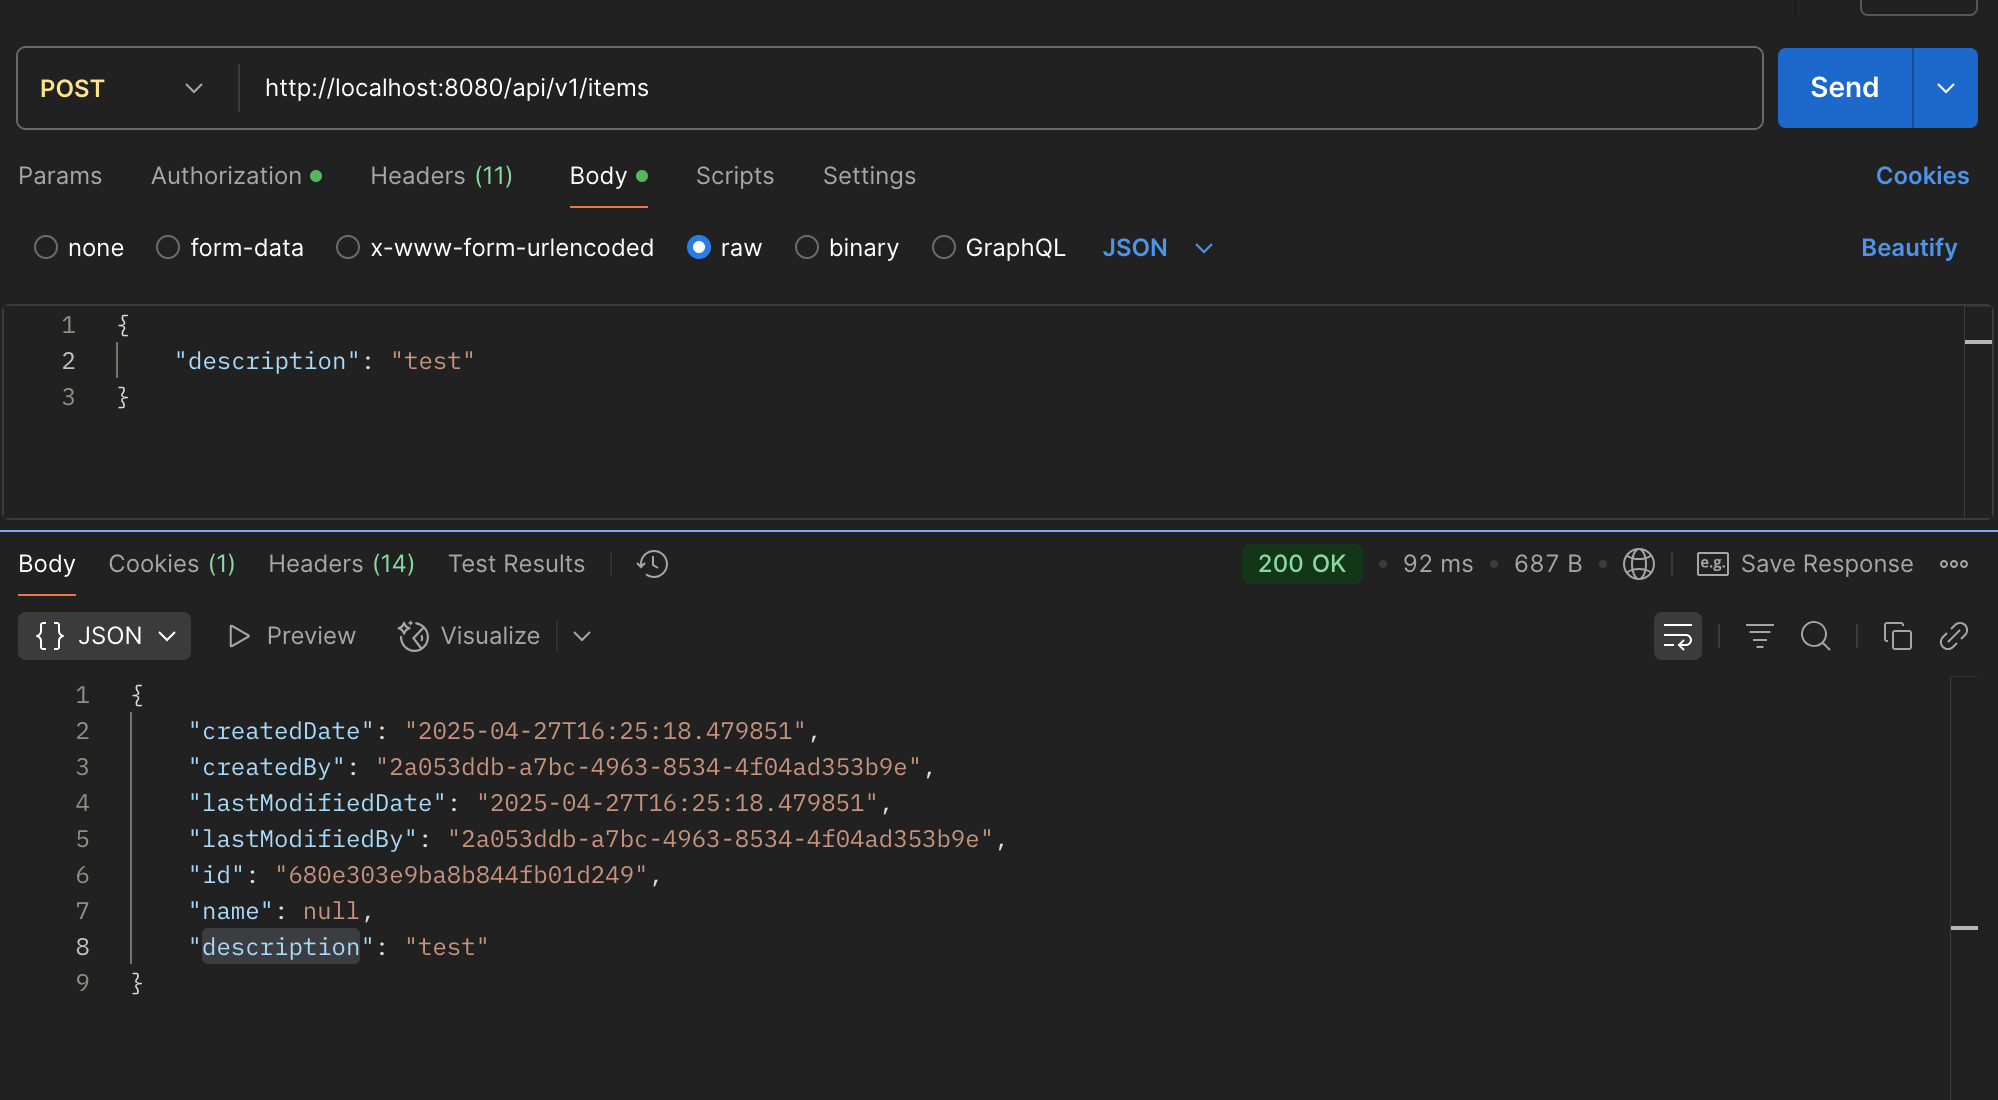 POST http://localhost:8080/api/v1/items Send
Params Authorization Headers (11) Body Scripts Settings Cookies
none form-data x-www-form-urlencoded raw binary GraphQL JSON Beautify
1 {
2 "description": "test"
3 }
Body Cookies (1) Headers (14) Test Results 200 OK • 92 ms • 687 B • e.g. Save Response
{} JSON Preview Visualize
1 {
2 "createdDate": "2025-04-27T16:25:18.479851",
3 "createdBy": "2a053ddb-a7bc-4963-8534-4f04ad353b9e",
4 "lastModifiedDate": "2025-04-27T16:25:18.479851",
5 "lastModifiedBy": "2a053ddb-a7bc-4963-8534-4f04ad353b9e",
6 "id": "680e303e9ba8b844fb01d249",
7 "name": null,
8 "description": "test"
9 }